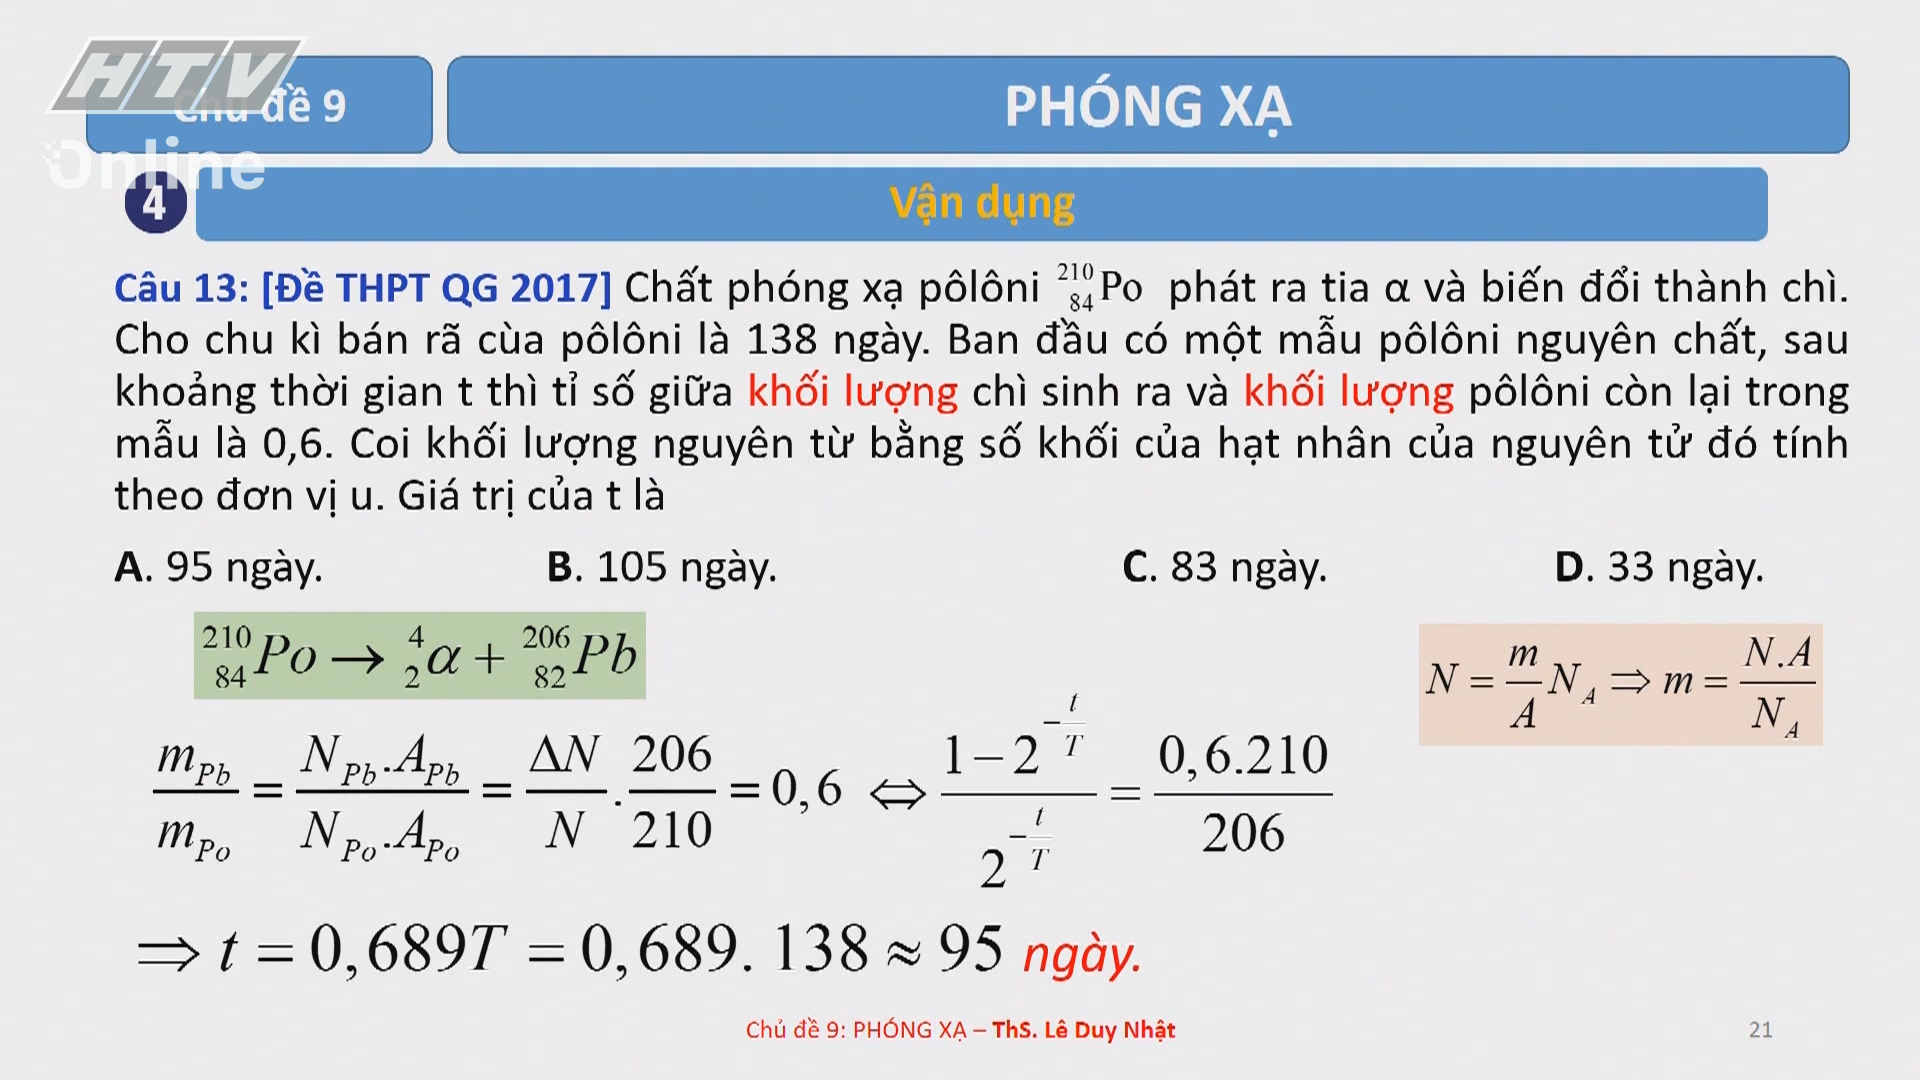 HTV
Online
Chủ đề 9
PHÓNG XẠ
4
Vận dụng
Câu 13: [Đề THPT QG 2017] Chất phóng xạ pôlôni ²¹⁰₈₄Po phát ra tia α và biến đổi thành chì.
Cho chu kì bán rã cùa pôlôni là 138 ngày. Ban đầu có một mẫu pôlôni nguyên chất, sau
khoảng thời gian t thì tỉ số giữa khối lượng chì sinh ra và khối lượng pôlôni còn lại trong
mẫu là 0,6. Coi khối lượng nguyên từ bằng số khối của hạt nhân của nguyên tử đó tính
theo đơn vị u. Giá trị của t là
A. 95 ngày. B. 105 ngày. C. 83 ngày. D. 33 ngày.
²¹⁰₈₄Po → ⁴₂α + ²⁰⁶₈₂Pb
N = m/A N_A ⇒ m = N.A/N_A
m_Pb/m_Po = N_Pb.A_Pb/N_Po.A_Po = ΔN/N . 206/210 = 0,6 ⇔ (1−2^(−t/T))/2^(−t/T) = 0,6.210/206
⇒ t = 0,689T = 0,689. 138 ≈ 95 ngày.
Chủ đề 9: PHÓNG XẠ – ThS. Lê Duy Nhật
21